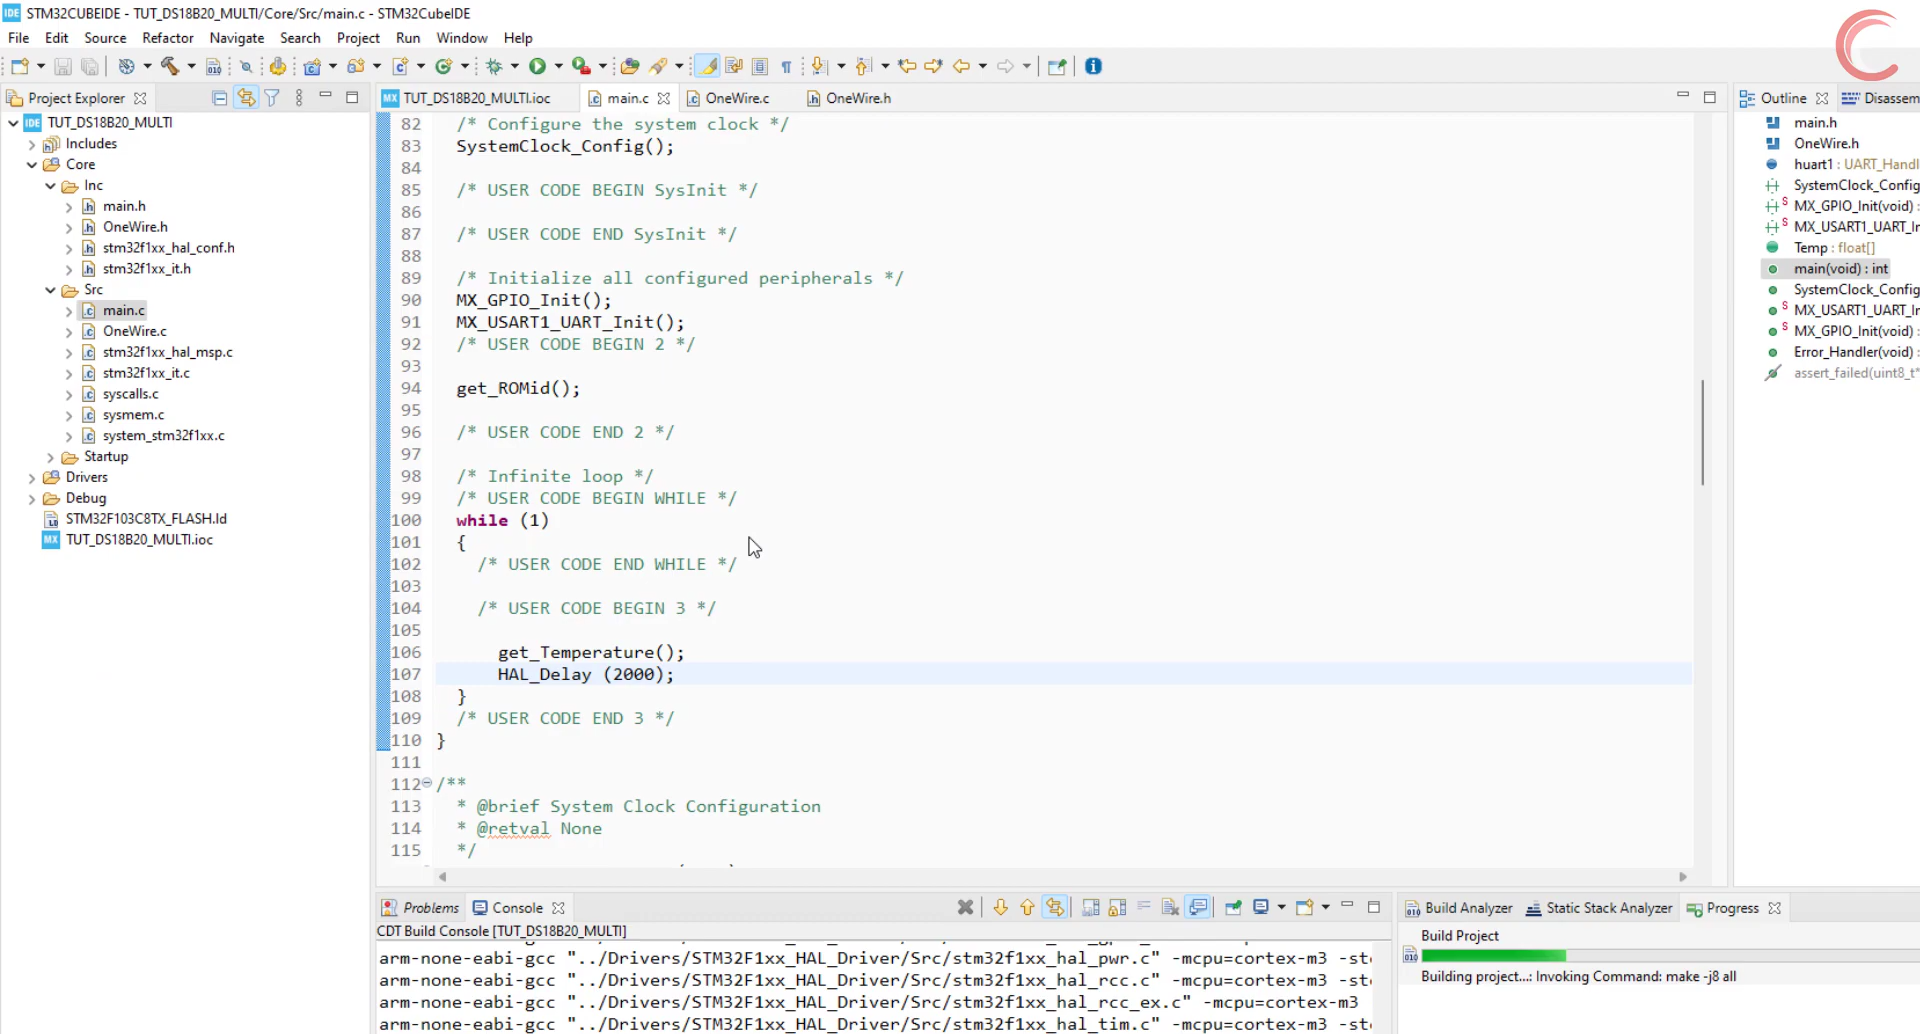 STM32CUBEIDE - TUT_DS18B20_MULTI/Core/Src/main.c - STM32CubeIDE
File Edit Source Refactor Navigate Search Project Run Window Help
Project Explorer
TUT_DS18B20_MULTI
Includes
Core
Inc
main.h
OneWire.h
stm32f1xx_hal_conf.h
stm32f1xx_it.h
Src
main.c
OneWire.c
stm32f1xx_hal_msp.c
stm32f1xx_it.c
syscalls.c
sysmem.c
system_stm32f1xx.c
Startup
Drivers
Debug
STM32F103C8TX_FLASH.ld
TUT_DS18B20_MULTI.ioc
TUT_DS18B20_MULTI.ioc main.c OneWire.c OneWire.h
82 /* Configure the system clock */
83 SystemClock_Config();
84
85 /* USER CODE BEGIN SysInit */
86
87 /* USER CODE END SysInit */
88
89 /* Initialize all configured peripherals */
90 MX_GPIO_Init();
91 MX_USART1_UART_Init();
92 /* USER CODE BEGIN 2 */
93
94 get_ROMid();
95
96 /* USER CODE END 2 */
97
98 /* Infinite loop */
99 /* USER CODE BEGIN WHILE */
100 while (1)
101 {
102 /* USER CODE END WHILE */
103
104 /* USER CODE BEGIN 3 */
105
106 get_Temperature();
107 HAL_Delay (2000);
108 }
109 /* USER CODE END 3 */
110 }
111
112 /**
113 * @brief System Clock Configuration
114 * @retval None
115 */
Outline Disassem
main.h
OneWire.h
huart1 : UART_Handl
SystemClock_Config
MX_GPIO_Init(void) :
MX_USART1_UART_In
Temp : float[]
main(void) : int
SystemClock_Config
MX_USART1_UART_In
MX_GPIO_Init(void) :
Error_Handler(void) :
assert_failed(uint8_t*
Problems Console
CDT Build Console [TUT_DS18B20_MULTI]
arm-none-eabi-gcc "../Drivers/STM32F1xx_HAL_Driver/Src/stm32f1xx_hal_pwr.c" -mcpu=cortex-m3 -st
arm-none-eabi-gcc "../Drivers/STM32F1xx_HAL_Driver/Src/stm32f1xx_hal_rcc.c" -mcpu=cortex-m3 -st
arm-none-eabi-gcc "../Drivers/STM32F1xx_HAL_Driver/Src/stm32f1xx_hal_rcc_ex.c" -mcpu=cortex-m3
arm-none-eabi-gcc "../Drivers/STM32F1xx_HAL_Driver/Src/stm32f1xx_hal_tim.c" -mcpu=cortex-m3 -st
Build Analyzer Static Stack Analyzer Progress
Build Project
Building project...: Invoking Command: make -j8 all